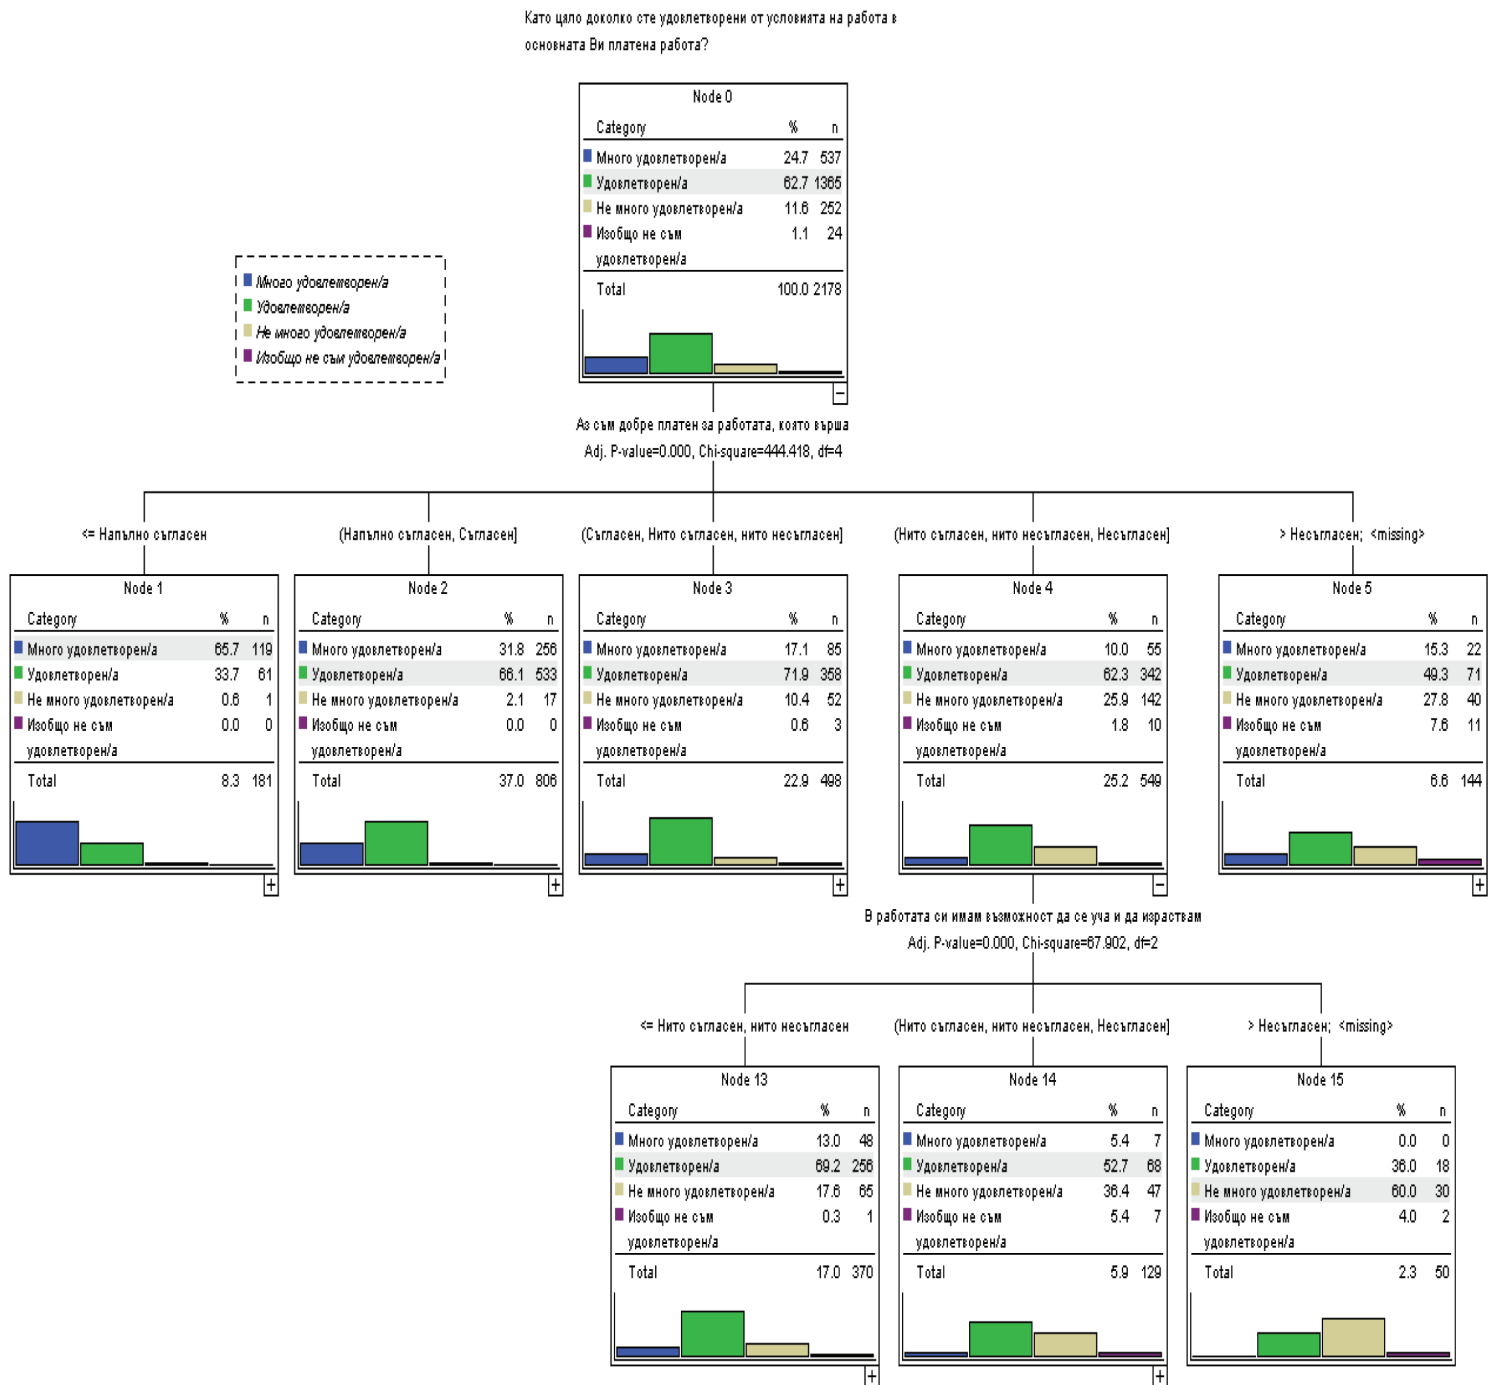 Като цяло доколко сте удовлетворени от условията на работа в
основната Ви платена работа?
Node 0
Category % n
Много удовлетворен/а 24.7 537
Удовлетворен/а 62.7 1365
Не много удовлетворен/а 11.6 252
Изобщо не съм 1.1 24
удовлетворен/а
Total 100.0 2178
Много удовлетворен/а
Удовлетворен/а
Не много удовлетворен/а
Изобщо не съм удовлетворен/а
Аз съм добре платен за работата, която върша
Adj. P-value=0.000, Chi-square=444.418, df=4
<= Напълно съгласен
(Напълно съгласен, Съгласен]
(Съгласен, Нито съгласен, нито несъгласен]
(Нито съгласен, нито несъгласен, Несъгласен]
> Несъгласен; <missing>
Node 1
Category % n
Много удовлетворен/а 65.7 119
Удовлетворен/а 33.7 61
Не много удовлетворен/а 0.6 1
Изобщо не съм 0.0 0
удовлетворен/а
Total 8.3 181
Node 2
Category % n
Много удовлетворен/а 31.8 256
Удовлетворен/а 66.1 533
Не много удовлетворен/а 2.1 17
Изобщо не съм 0.0 0
удовлетворен/а
Total 37.0 806
Node 3
Category % n
Много удовлетворен/а 17.1 85
Удовлетворен/а 71.9 358
Не много удовлетворен/а 10.4 52
Изобщо не съм 0.6 3
удовлетворен/а
Total 22.9 498
Node 4
Category % n
Много удовлетворен/а 10.0 55
Удовлетворен/а 62.3 342
Не много удовлетворен/а 25.9 142
Изобщо не съм 1.8 10
удовлетворен/а
Total 25.2 549
Node 5
Category % n
Много удовлетворен/а 15.3 22
Удовлетворен/а 49.3 71
Не много удовлетворен/а 27.8 40
Изобщо не съм 7.6 11
удовлетворен/а
Total 6.6 144
В работата си имам възможност да се уча и да израствам
Adj. P-value=0.000, Chi-square=67.902, df=2
<= Нито съгласен, нито несъгласен
(Нито съгласен, нито несъгласен, Несъгласен]
> Несъгласен; <missing>
Node 13
Category % n
Много удовлетворен/а 13.0 48
Удовлетворен/а 69.2 256
Не много удовлетворен/а 17.6 65
Изобщо не съм 0.3 1
удовлетворен/а
Total 17.0 370
Node 14
Category % n
Много удовлетворен/а 5.4 7
Удовлетворен/а 52.7 68
Не много удовлетворен/а 36.4 47
Изобщо не съм 5.4 7
удовлетворен/а
Total 5.9 129
Node 15
Category % n
Много удовлетворен/а 0.0 0
Удовлетворен/а 36.0 18
Не много удовлетворен/а 60.0 30
Изобщо не съм 4.0 2
удовлетворен/а
Total 2.3 50